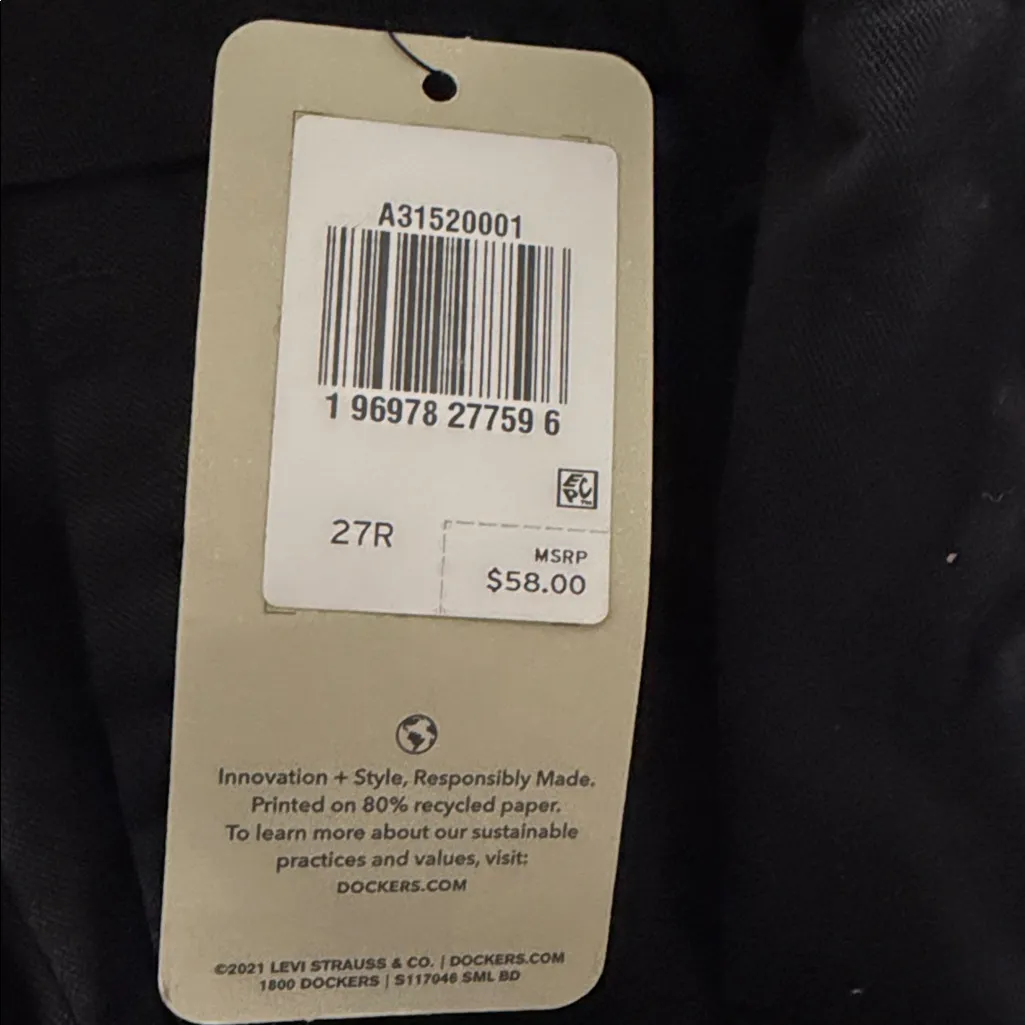 A31520001
1 96978 27759 6
EPC
27R
MSRP
$58.00
Innovation + Style, Responsibly Made.
Printed on 80% recycled paper.
To learn more about our sustainable
practices and values, visit:
DOCKERS.COM
©2021 LEVI STRAUSS & CO. | DOCKERS.COM
1800 DOCKERS | S117046 SML BD